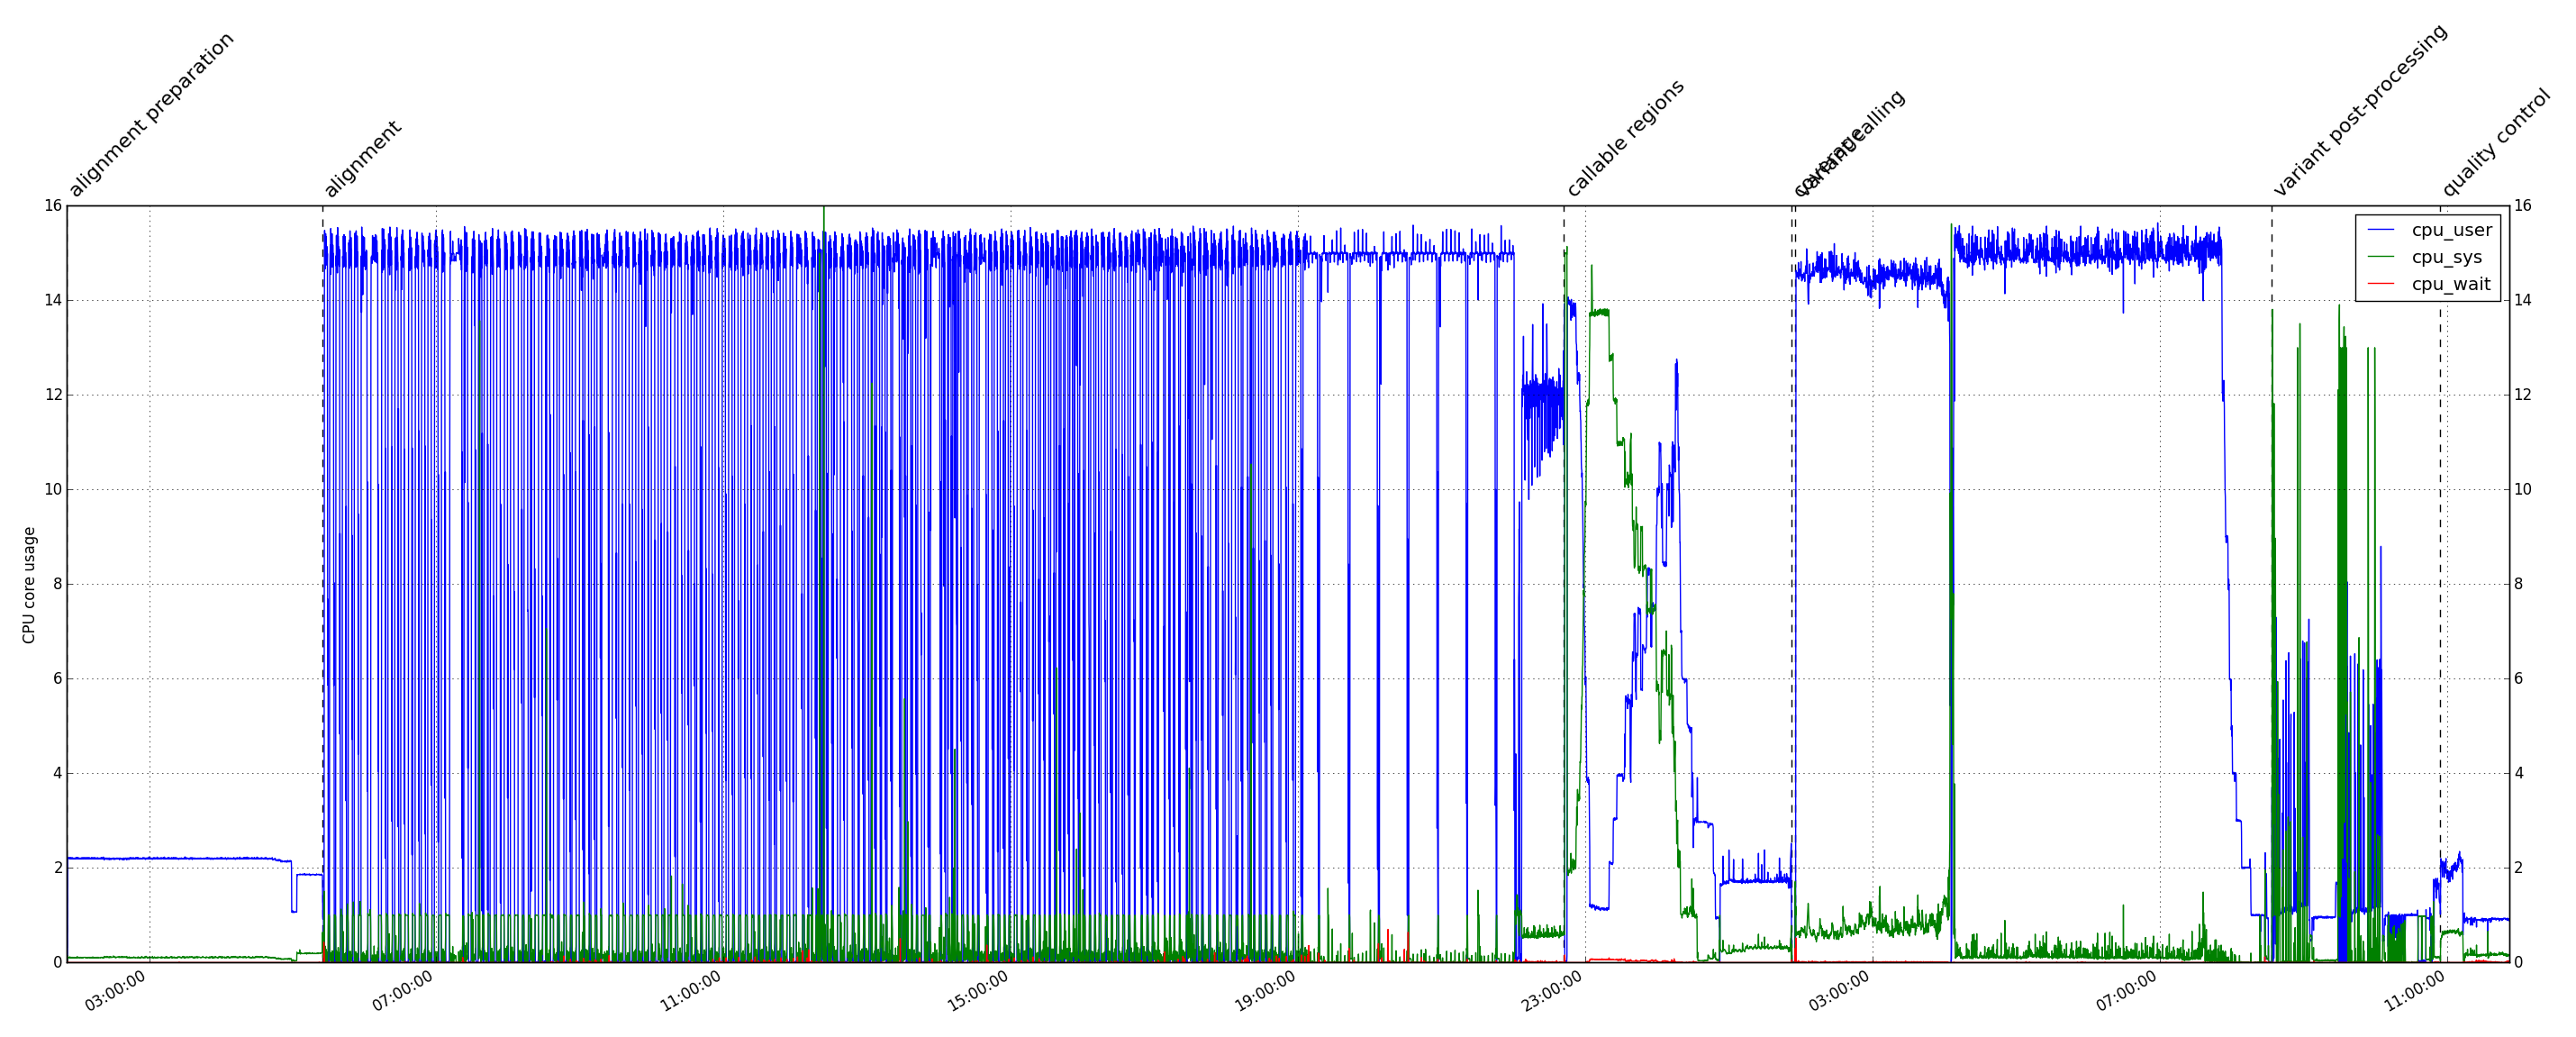 alignment preparation
alignment
callable regions
coverage
variant calling
variant post-processing
quality control
16
14
12
10
8
6
4
2
0
CPU core usage
16
14
12
10
8
6
4
2
0
cpu_user
cpu_sys
cpu_wait
03:00:00
07:00:00
11:00:00
15:00:00
19:00:00
23:00:00
03:00:00
07:00:00
11:00:00